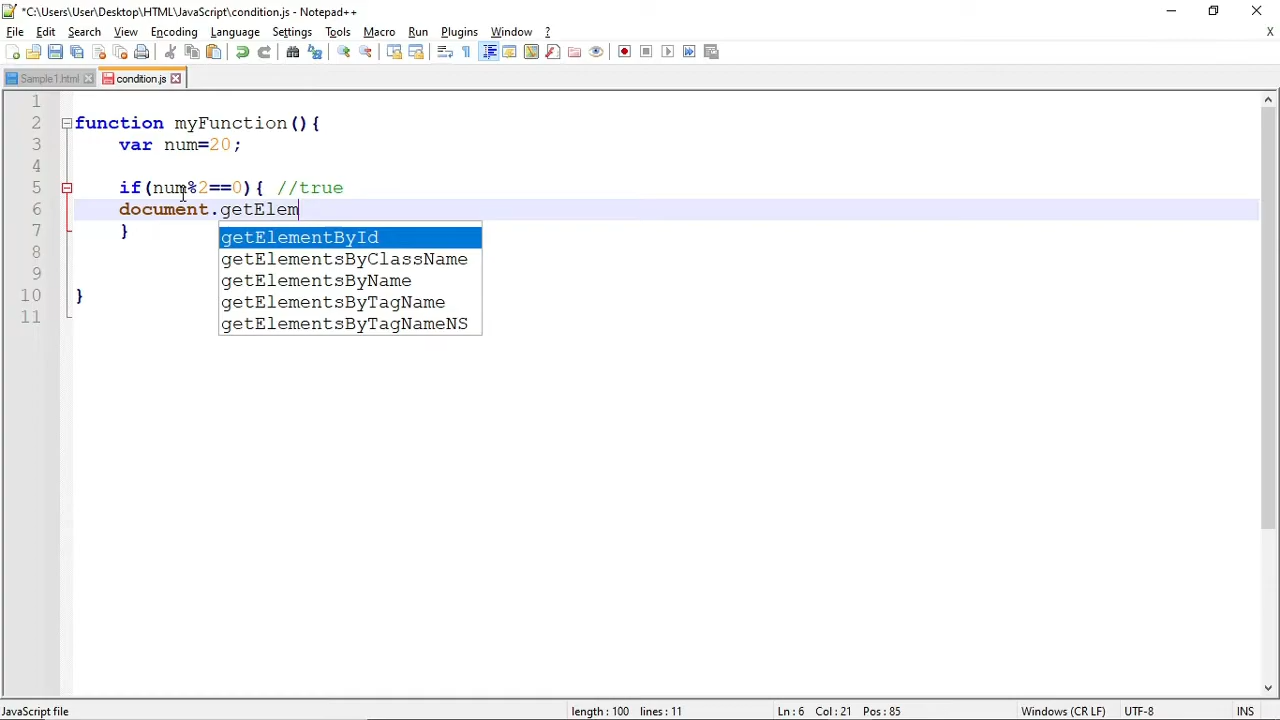 *C:\Users\User\Desktop\HTML\JavaScript\condition.js - Notepad++
File Edit Search View Encoding Language Settings Tools Macro Run Plugins Window ? X
Sample1.html condition.js
1
2 function myFunction(){
3 var num=20;
4
5 if(num%2==0){ //true
6 document.getElem
7 }
getElementById
getElementsByClassName
getElementsByName
getElementsByTagName
getElementsByTagNameNS
8
9
10 }
11
JavaScript file length : 100 lines : 11 Ln : 6 Col : 21 Pos : 85 Windows (CR LF) UTF-8 INS